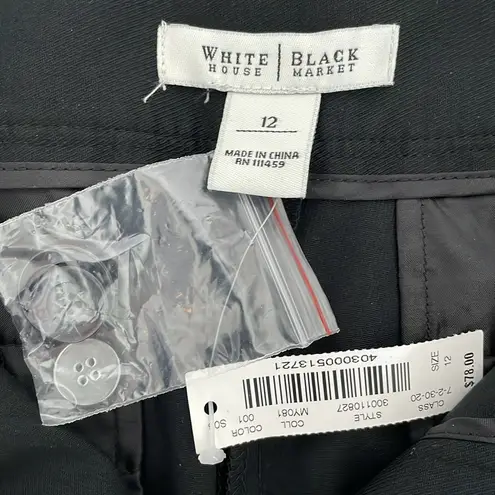 WHITE | BLACK
HOUSE | MARKET
12
MADE IN CHINA
RN 111459
403000513721
CLASS STYLE COLL COLOR
7-2-30-20 300110827 MY081 001
SIZE
12
$78.00